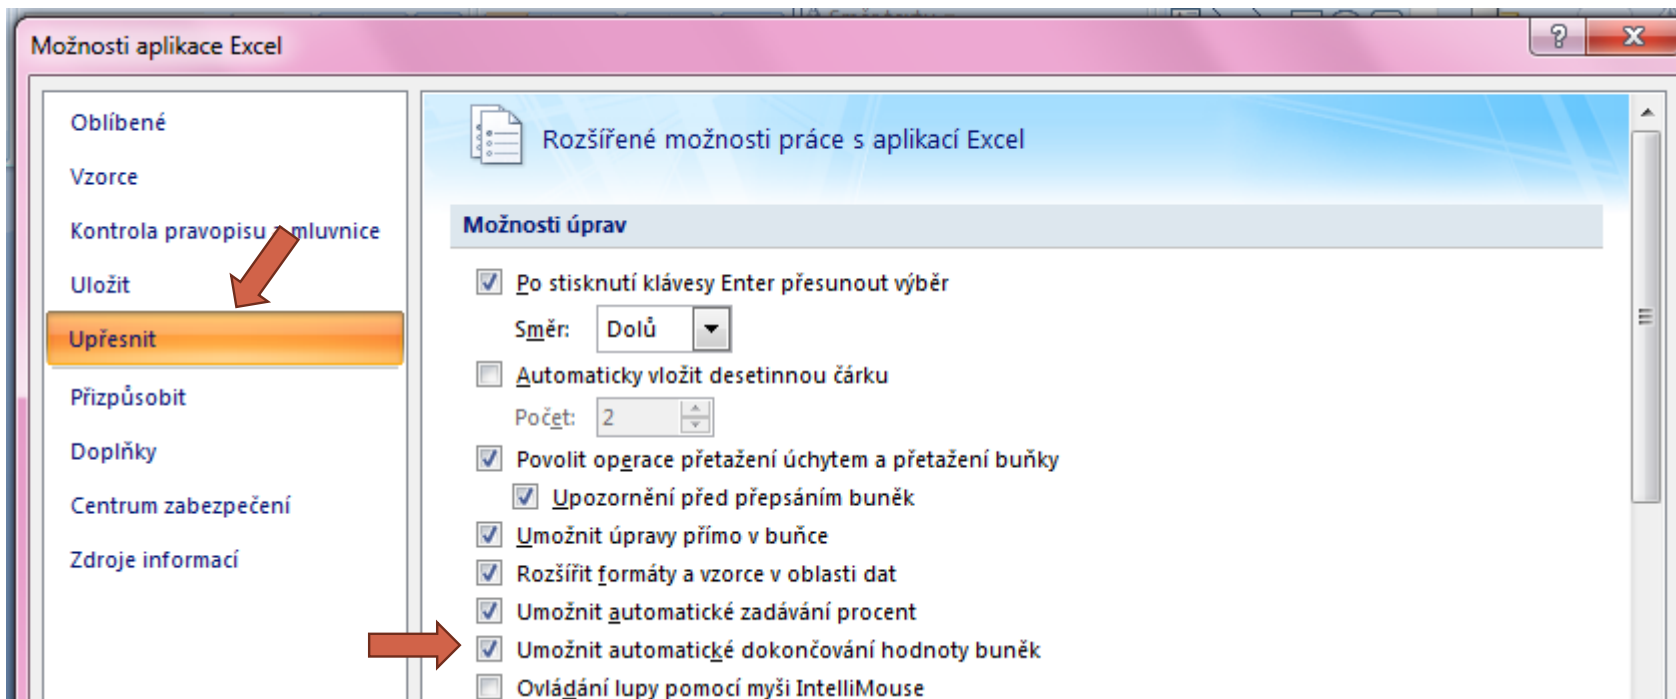 Možnosti aplikace Excel
Oblíbené
Vzorce
Kontrola pravopisu mluvnice
Uložit
Upřesnit
Přizpůsobit
Doplňky
Centrum zabezpečení
Zdroje informací
Rozšířené možnosti práce s aplikací Excel
Možnosti úprav
Po stisknutí klávesy Enter přesunout výběr
Směr: Dolů
Automaticky vložit desetinnou čárku
Počet: 2
Povolit operace přetažení úchytem a přetažení buňky
Upozornění před přepsáním buněk
Umožnit úpravy přímo v buňce
Rozšířit formáty a vzorce v oblasti dat
Umožnit automatické zadávání procent
Umožnit automatické dokončování hodnoty buněk
Ovládání lupy pomocí myši IntelliMouse